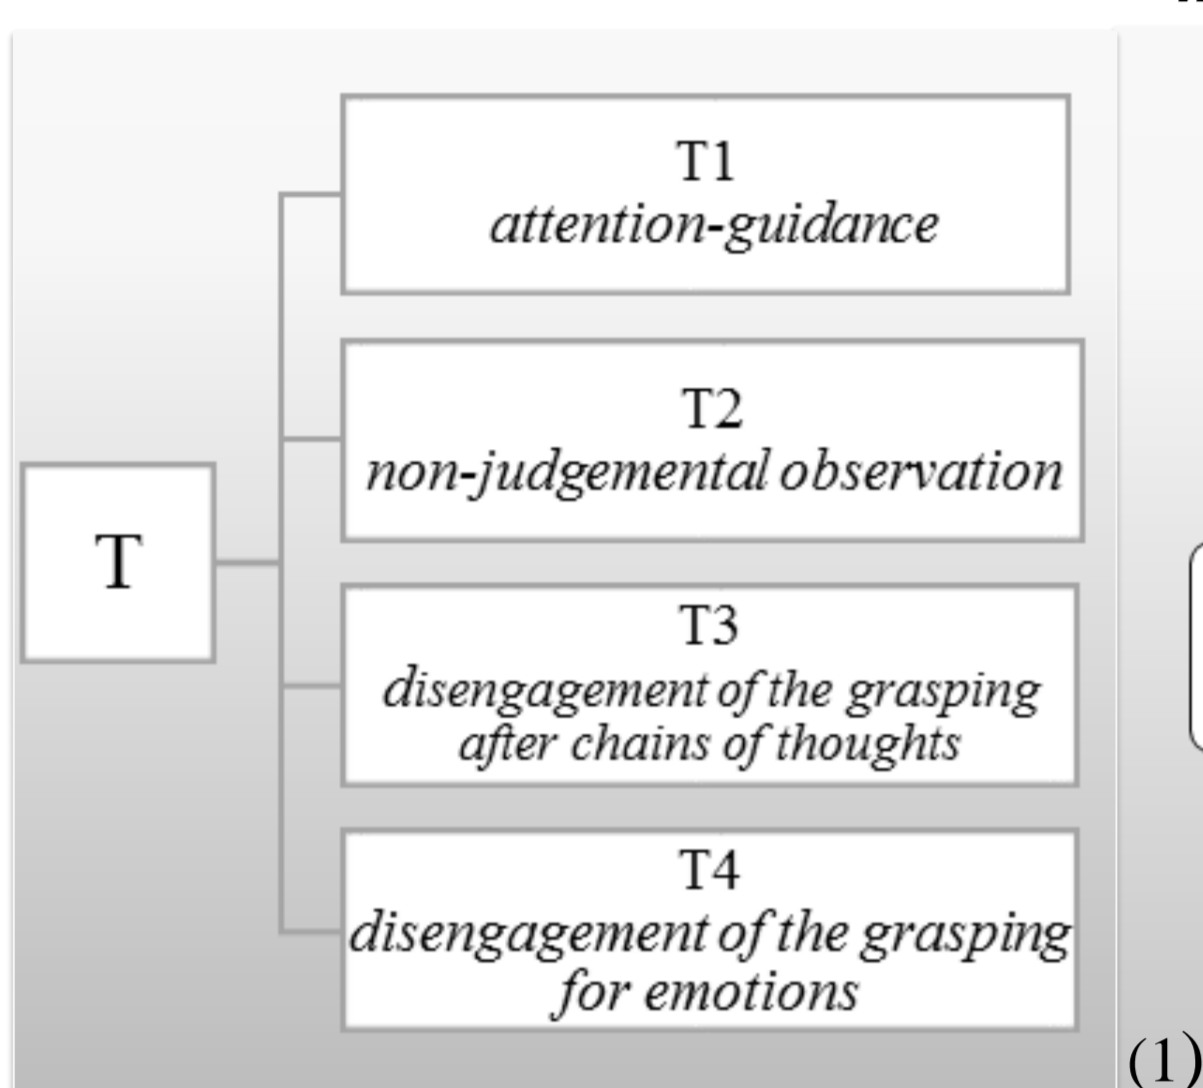 T1
attention-guidance
T2
non-judgemental observation
T
T3
disengagement of the grasping
after chains of thoughts
T4
disengagement of the grasping
for emotions
(1)